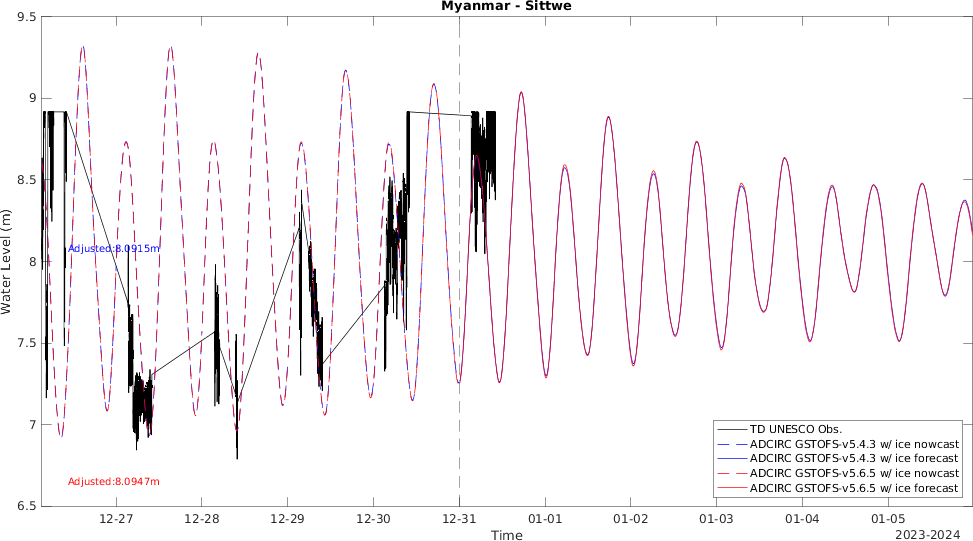 Myanmar - Sittwe
9.5
9
8.5
8
7.5
7
6.5
Water Level (m)
Adjusted:8.0915m
Adjusted:8.0947m
TD UNESCO Obs.
ADCIRC GSTOFS-v5.4.3 w/ ice nowcast
ADCIRC GSTOFS-v5.4.3 w/ ice forecast
ADCIRC GSTOFS-v5.6.5 w/ ice nowcast
ADCIRC GSTOFS-v5.6.5 w/ ice forecast
12-27 12-28 12-29 12-30 12-31 01-01 01-02 01-03 01-04 01-05
Time
2023-2024